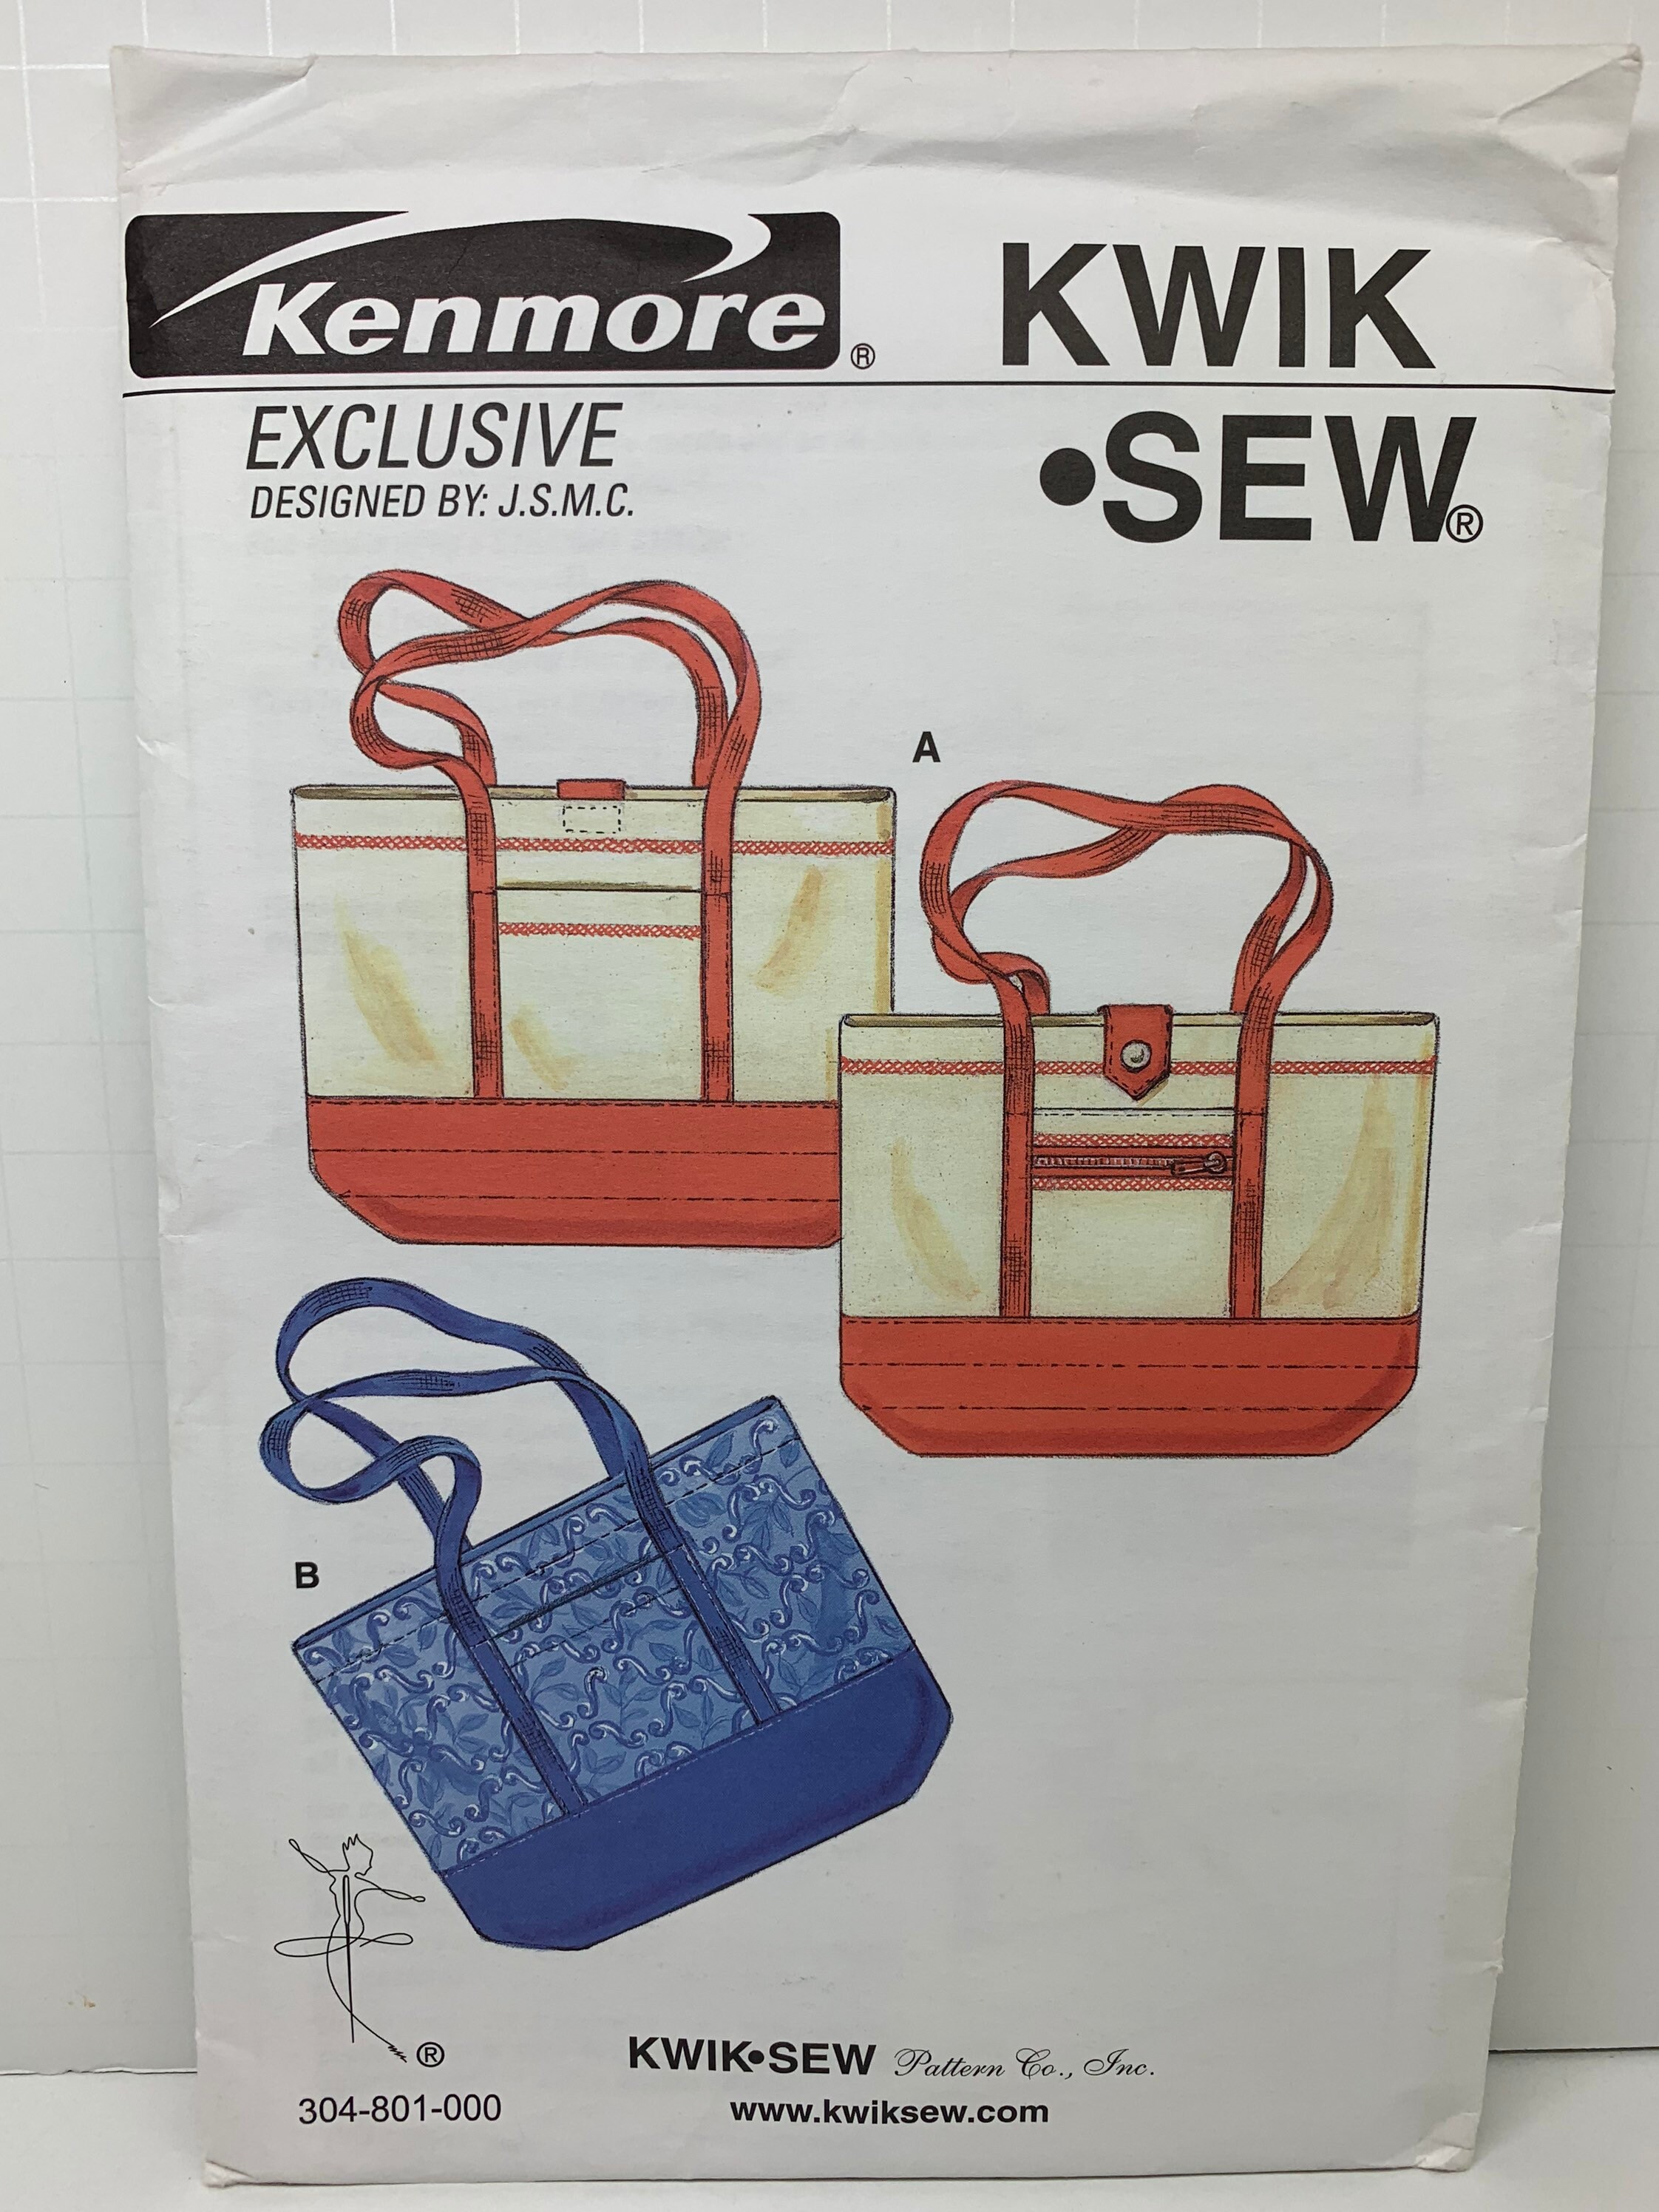 Kenmore®
KWIK
•SEW®
EXCLUSIVE
DESIGNED BY: J.S.M.C.
A
B
®
KWIK•SEW Pattern Co., Inc.
304-801-000
www.kwiksew.com